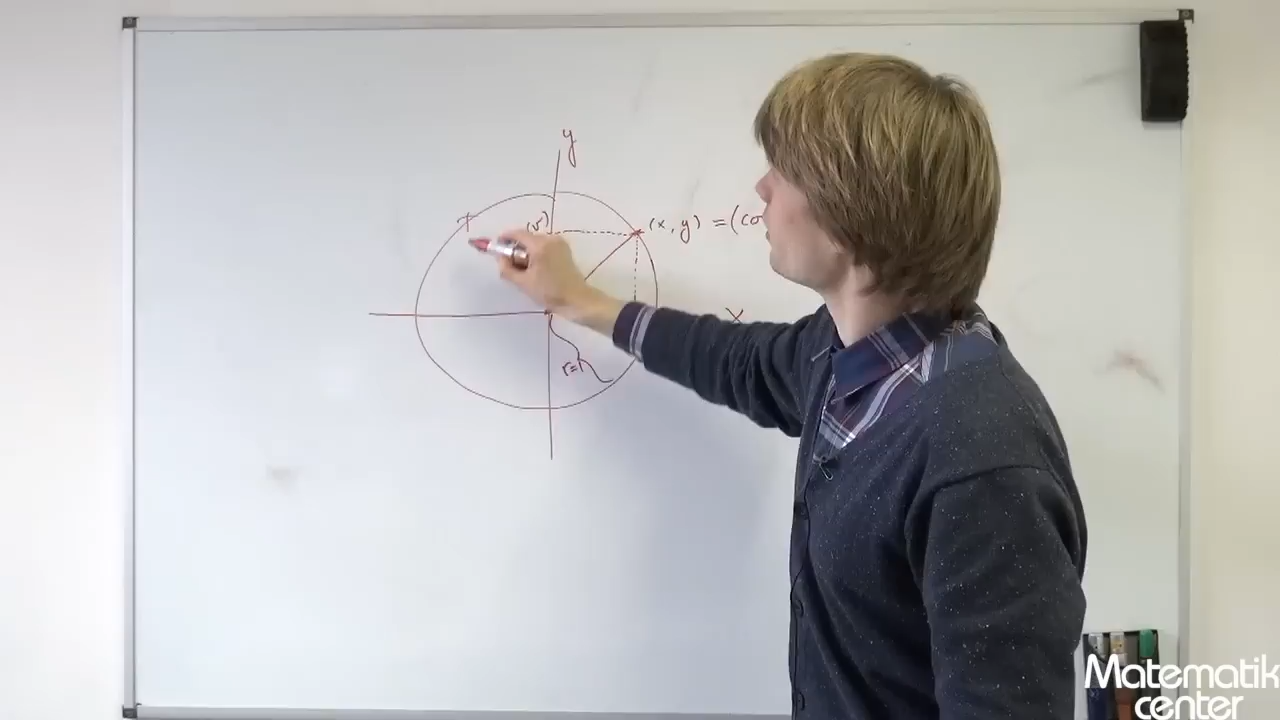 y
(x, y) = (co
x
r=1
Matematik
center